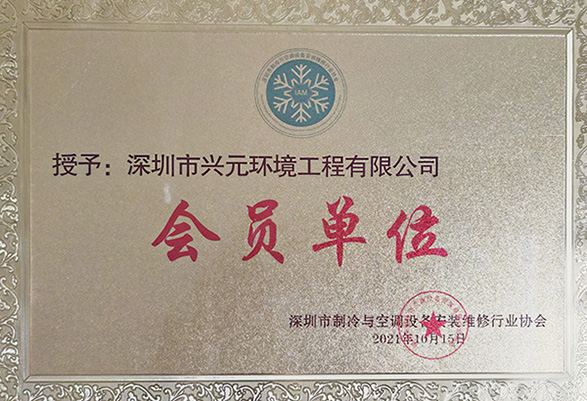 IAM
授予：深圳市兴元环境工程有限公司
会员单位
深圳市制冷与空调设备安装维修行业协会
2021年10月15日